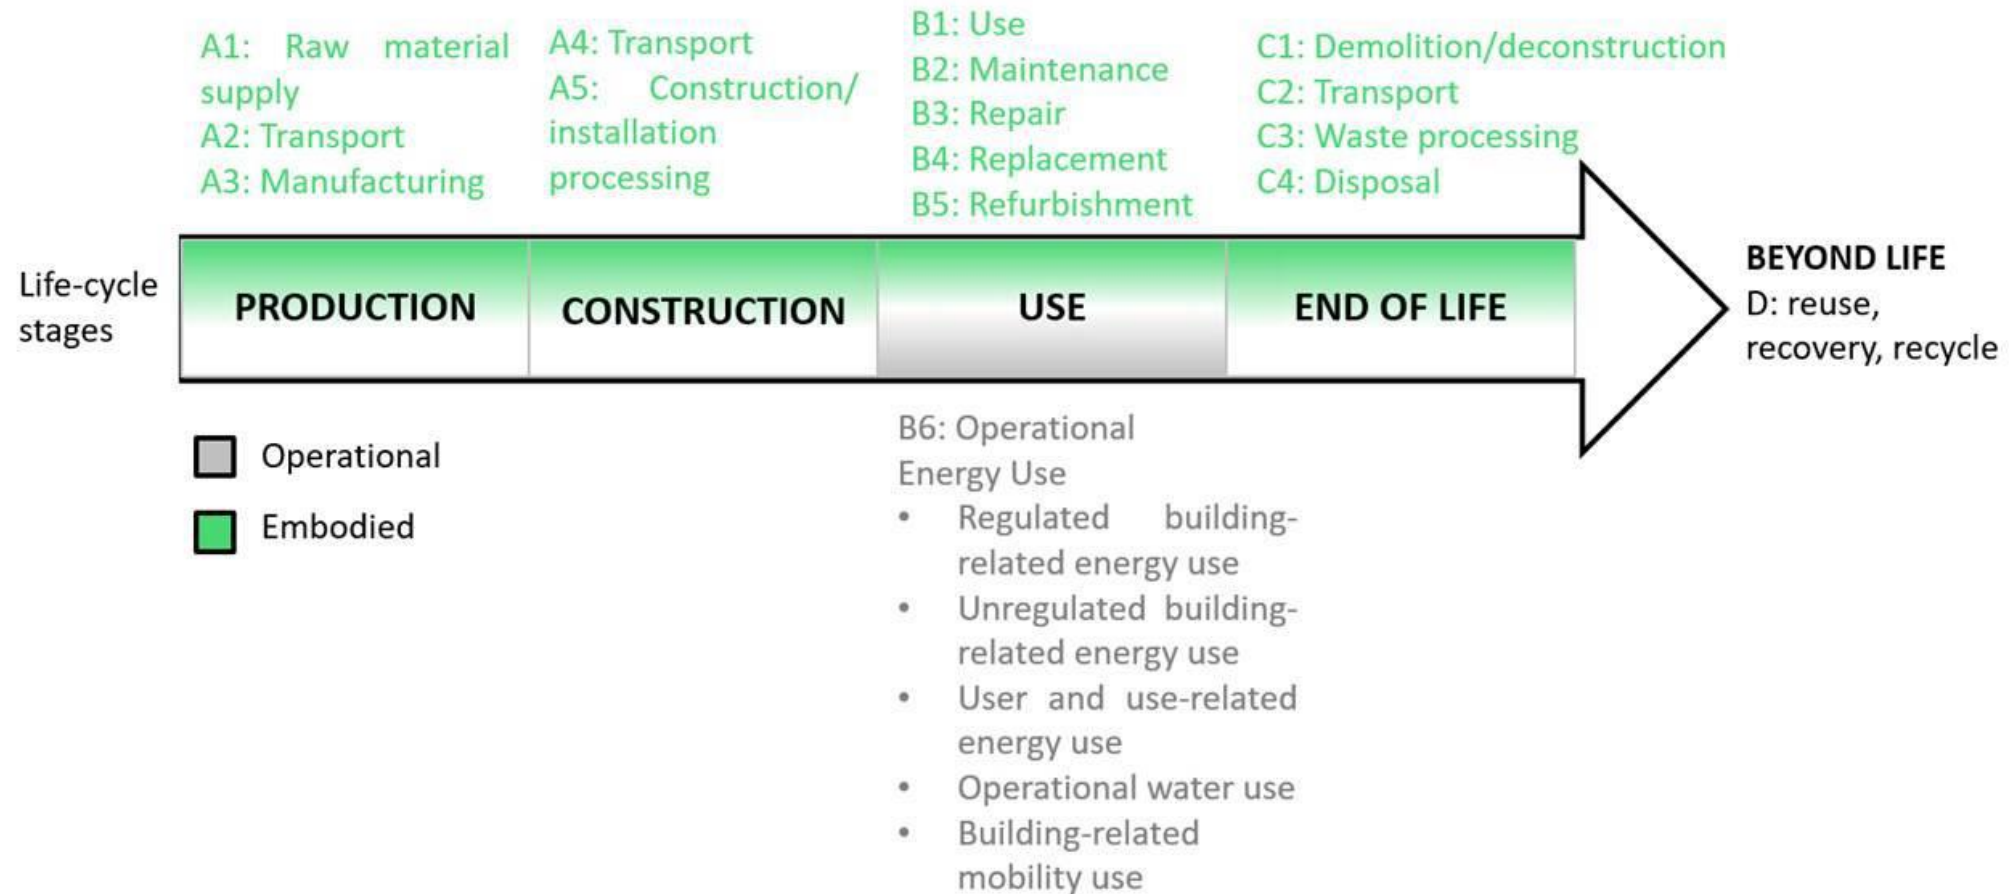 A1: Raw material
supply
A2: Transport
A3: Manufacturing
A4: Transport
A5: Construction/
installation
processing
B1: Use
B2: Maintenance
B3: Repair
B4: Replacement
B5: Refurbishment
C1: Demolition/deconstruction
C2: Transport
C3: Waste processing
C4: Disposal
Life-cycle
stages
PRODUCTION
CONSTRUCTION
USE
END OF LIFE
BEYOND LIFE
D: reuse,
recovery, recycle
Operational
Embodied
B6: Operational
Energy Use
• Regulated building-
related energy use
• Unregulated building-
related energy use
• User and use-related
energy use
• Operational water use
• Building-related
mobility use